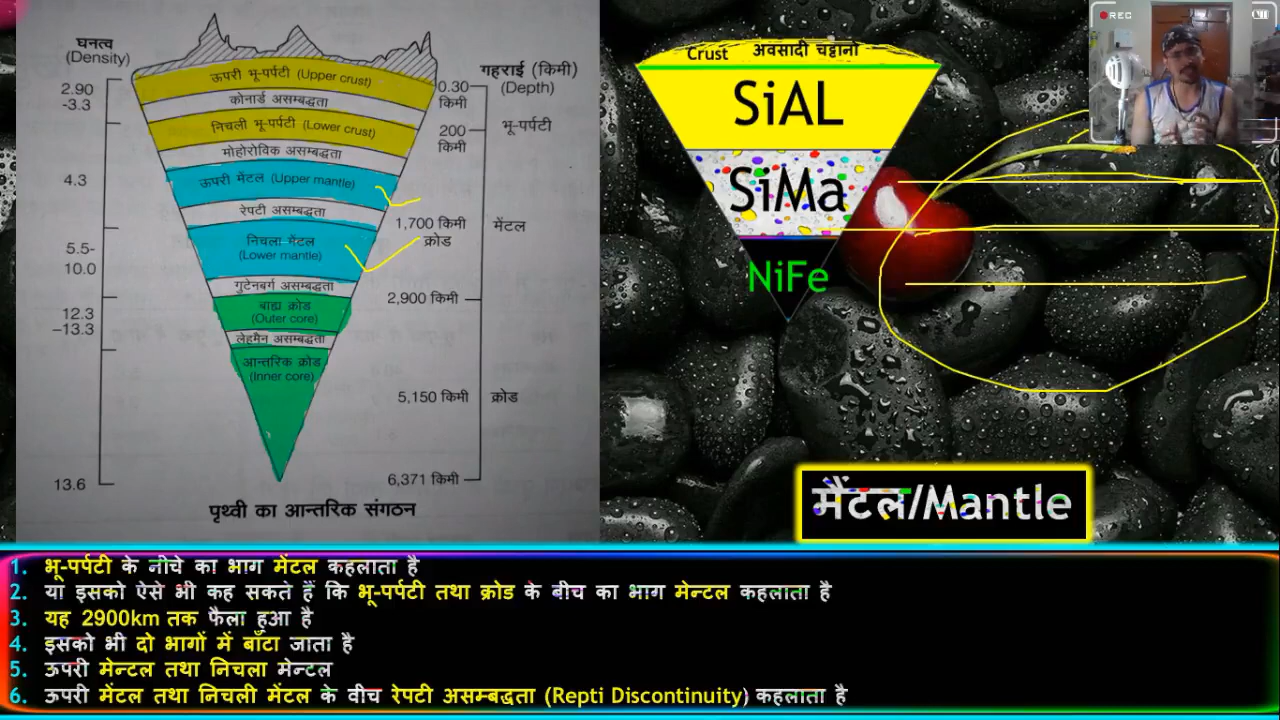 घनत्व
(Density)
2.90
-3.3
4.3
5.5-
10.0
12.3
–13.3
13.6
ऊपरी भू-पर्पटी (Upper crust)
कोनार्ड असम्बद्धता
निचली भू-पर्पटी (Lower crust)
मोहोरोविक असम्बद्धता
ऊपरी मेंटल (Upper mantle)
रेपटी असम्बद्धता
निचला मेंटल
(Lower mantle)
गुटेनबर्ग असम्बद्धता
बाह्य क्रोड
(Outer core)
लेहमैन असम्बद्धता
आन्तरिक क्रोड
(Inner core)
गहराई (किमी)
(Depth)
0.30
किमी
200
किमी
भू-पर्पटी
1,700 किमी
मेंटल
क्रोड
2,900 किमी
5,150 किमी
क्रोड
6,371 किमी
पृथ्वी का आन्तरिक संगठन
Crust अवसादी चट्टानो
SiAL
SiMa
NiFe
REC
मैंटल/Mantle
1. भू-पर्पटी के नीचे का भाग मेंटल कहलाता है
2. या इसको ऐसे भी कह सकते हैं कि भू-पर्पटी तथा क्रोड के बीच का भाग मेन्टल कहलाता है
3. यह 2900km तक फैला हुआ है
4. इसको भी दो भागों में बाँटा जाता है
5. ऊपरी मेन्टल तथा निचला मेन्टल
6. ऊपरी मेंटल तथा निचली मेंटल के वीच रेपटी असम्बद्धता (Repti Discontinuity) कहलाता है